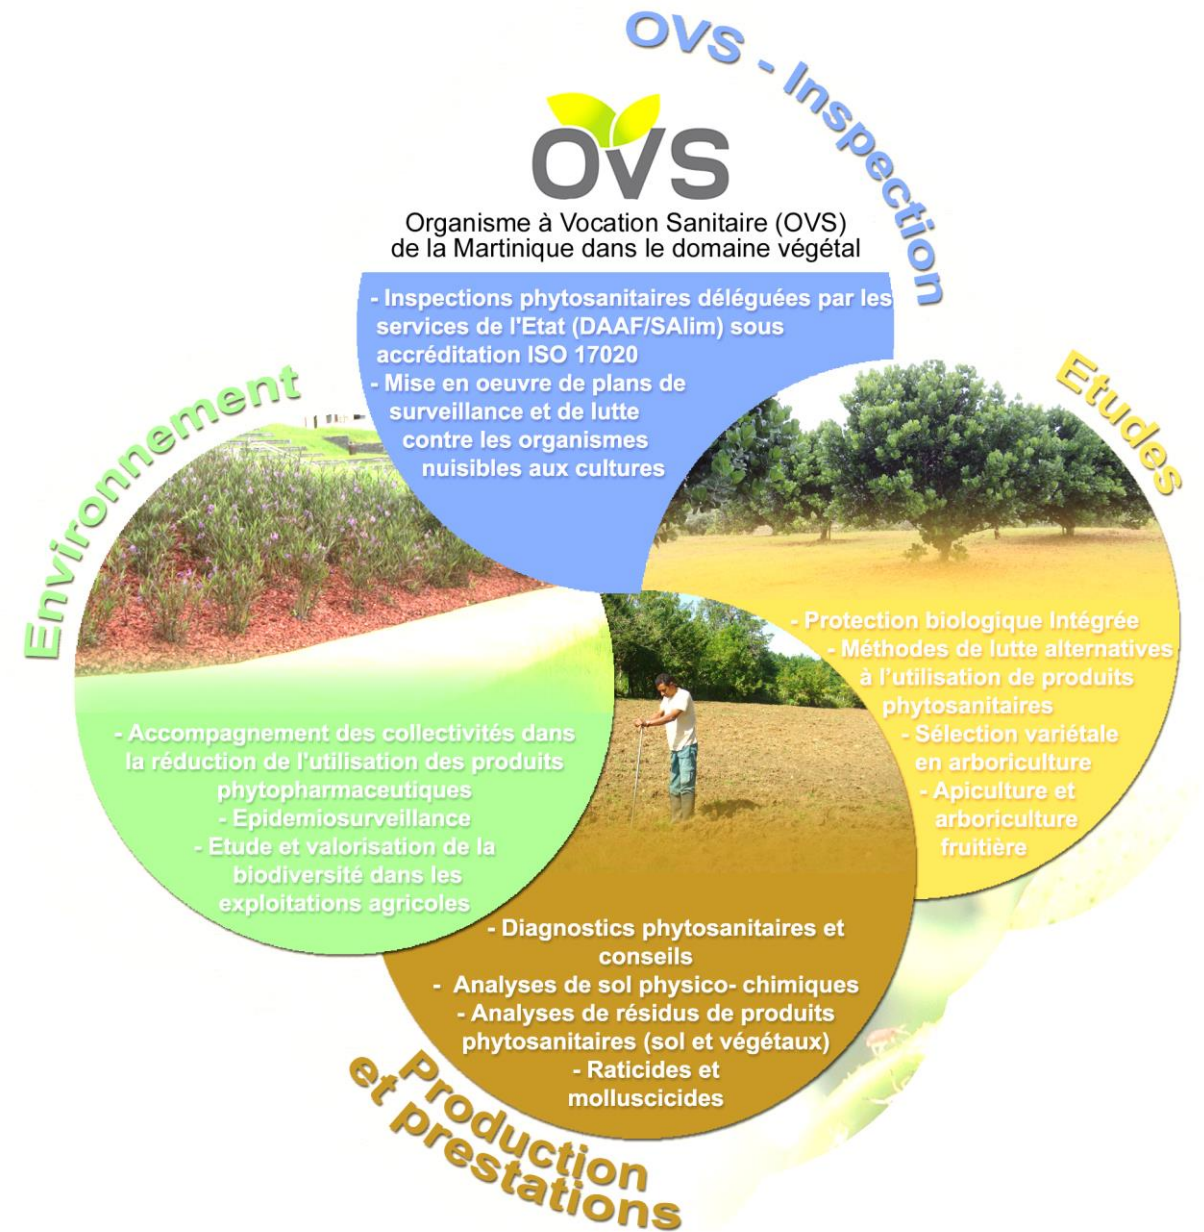 OVS - Inspection
OVS
Organisme à Vocation Sanitaire (OVS)
de la Martinique dans le domaine végétal
- Inspections phytosanitaires déléguées par les
services de l'Etat (DAAF/SAlim) sous
accréditation ISO 17020
- Mise en oeuvre de plans de
surveillance et de lutte
contre les organismes
nuisibles aux cultures
Etudes
- Protection biologique Intégrée
- Méthodes de lutte alternatives
à l'utilisation de produits
phytosanitaires
- Sélection variétale
en arboriculture
- Apiculture et
arboriculture
fruitière
Environnement
- Accompagnement des collectivités dans
la réduction de l'utilisation des produits
phytopharmaceutiques
- Epidemiosurveillance
- Etude et valorisation de la
biodiversité dans les
exploitations agricoles
- Diagnostics phytosanitaires et
conseils
- Analyses de sol physico- chimiques
- Analyses de résidus de produits
phytosanitaires (sol et végétaux)
- Raticides et
molluscicides
Production
et prestations